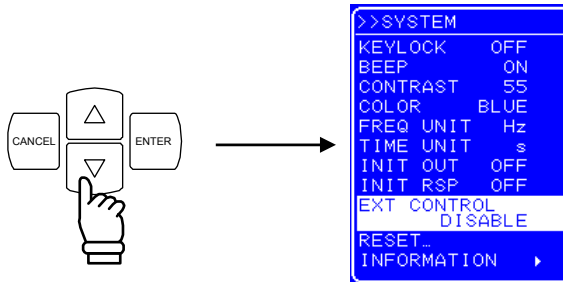 CANCEL
ENTER
>>SYSTEM
KEYLOCK OFF
BEEP ON
CONTRAST 55
COLOR BLUE
FREQ UNIT Hz
TIME UNIT s
INIT OUT OFF
INIT RSP OFF
EXT CONTROL
DISABLE
RESET…
INFORMATION